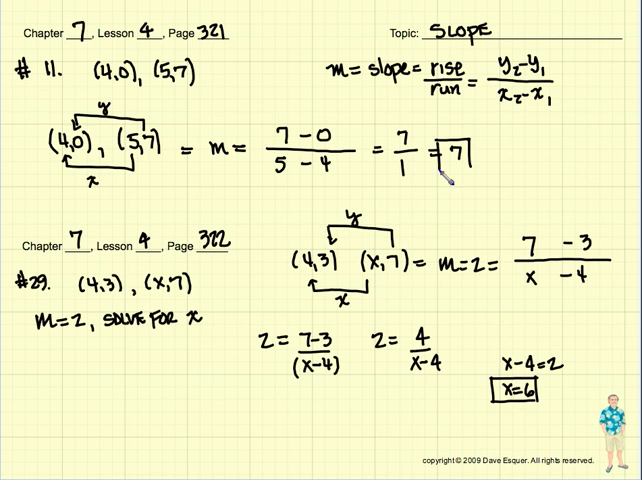 Chapter 7, Lesson 4, Page 321
Topic: SLOPE
# 11. (4,0), (5,7)
m = slope = rise/run = y₂-y₁/x₂-x₁
y
(4,0), (5,7) = m = 7-0/5-4 = 7/1 = 7
x
Chapter 7, Lesson 4, Page 322
#29. (4,3), (x,7)
m=2, SOLVE FOR x
y
(4,3) (x,7) = m=2= 7-3/x-4
x
2 = 7-3/(x-4) 2 = 4/x-4
x-4=2
x=6
copyright © 2009 Dave Esquer. All rights reserved.